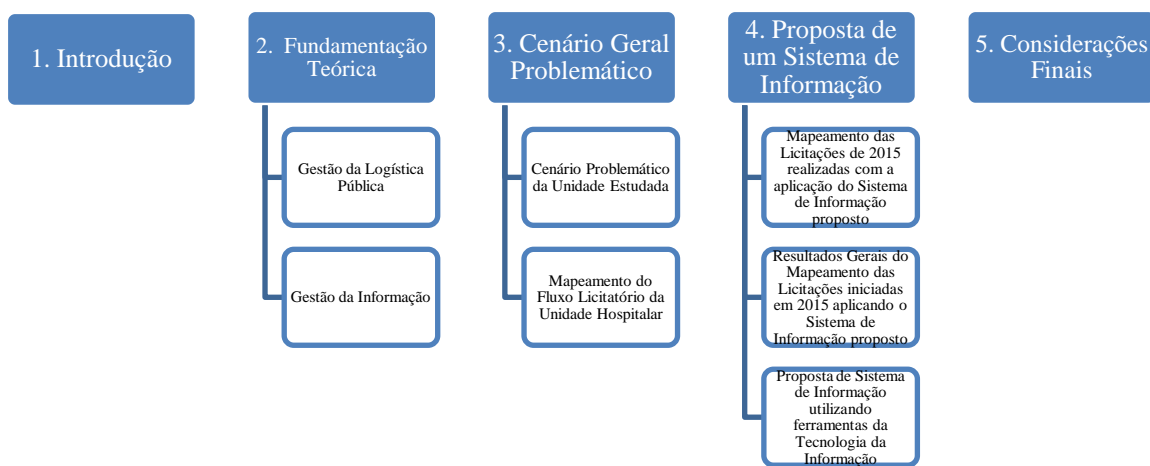 1. Introdução
2. Fundamentação
Teórica
Gestão da Logística
Pública
Gestão da Informação
3. Cenário Geral
Problemático
Cenário Problemático
da Unidade Estudada
Mapeamento do
Fluxo Licitatório da
Unidade Hospitalar
4. Proposta de
um Sistema de
Informação
Mapeamento das
Licitações de 2015
realizadas com a
aplicação do Sistema
de Informação
proposto
Resultados Gerais do
Mapeamento das
Licitações iniciadas
em 2015 aplicando o
Sistema de
Informação proposto
Proposta de Sistema
de Informação
utilizando
ferramentas da
Tecnologia da
Informação
5. Considerações
Finais